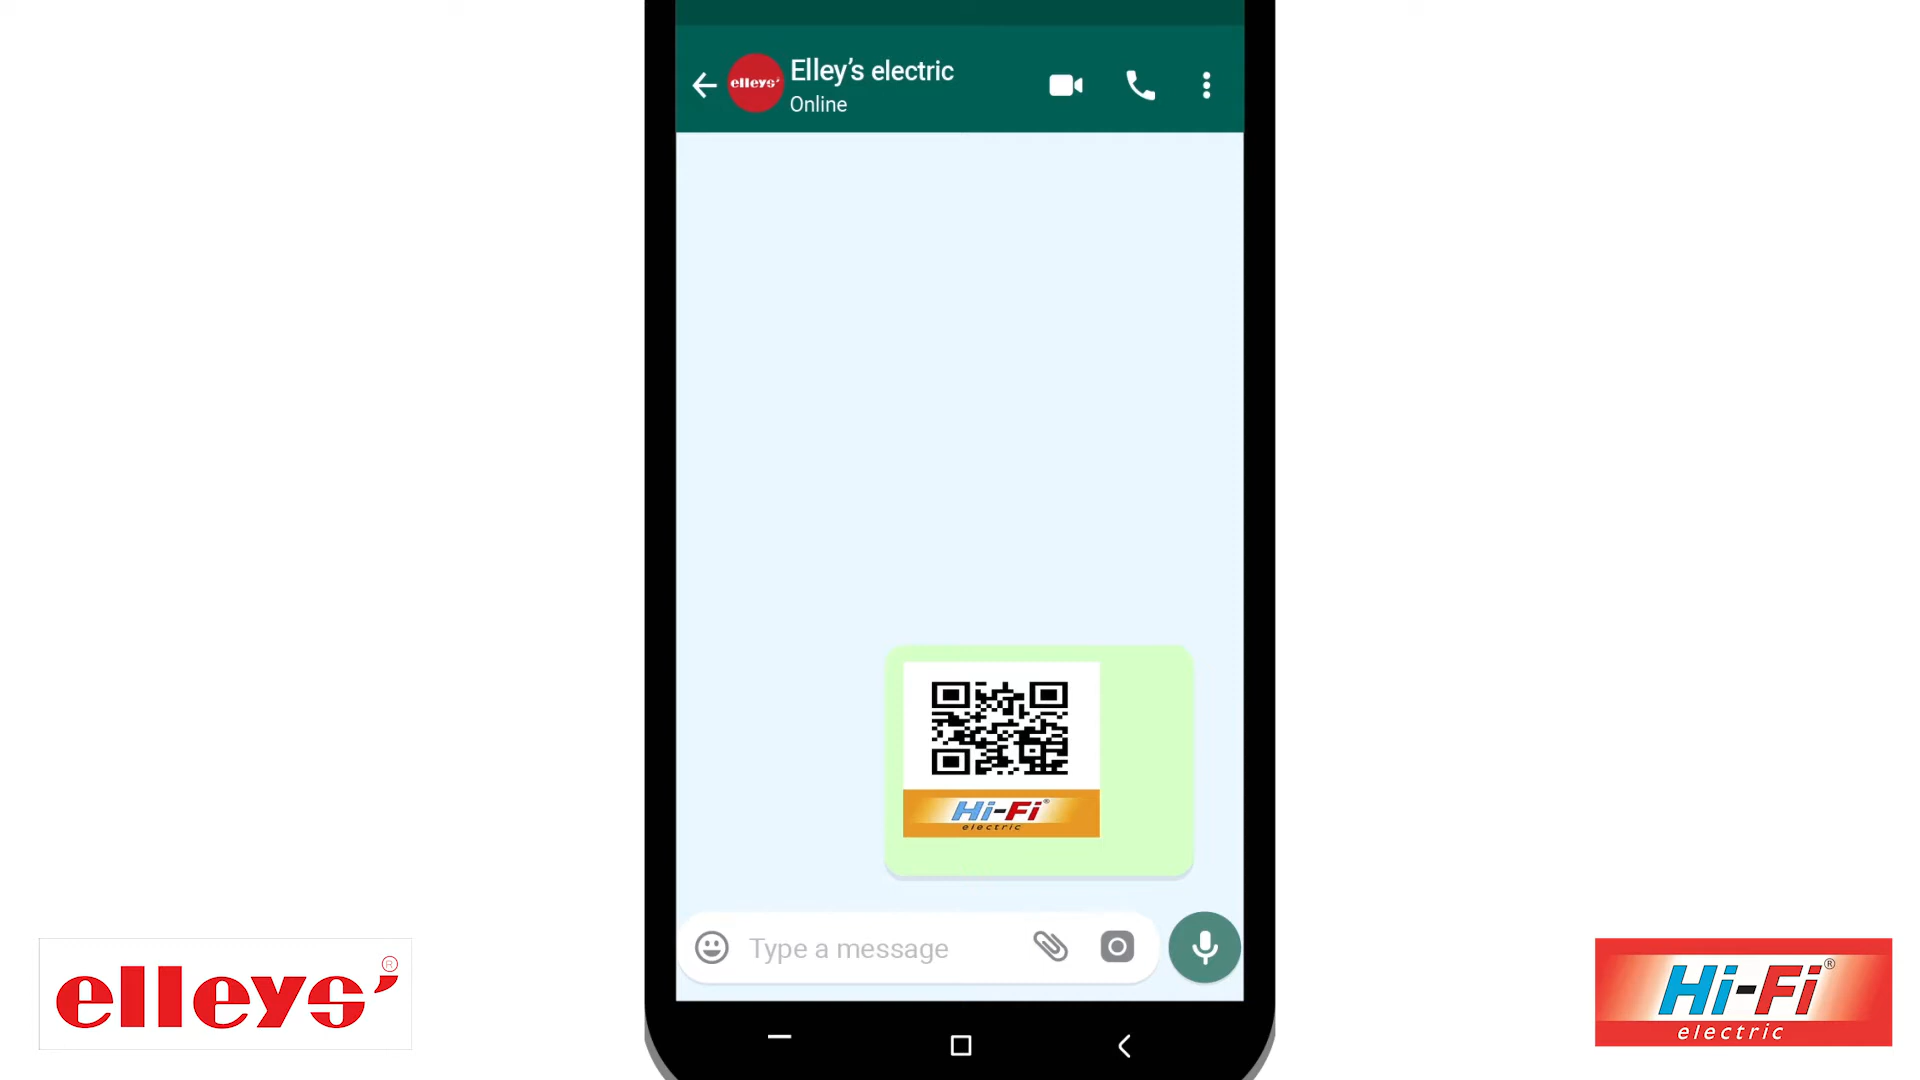 elleys'
Elley's electric
Online
Hi-Fi®
electric
Type a message
elleys'®
Hi-Fi®
electric